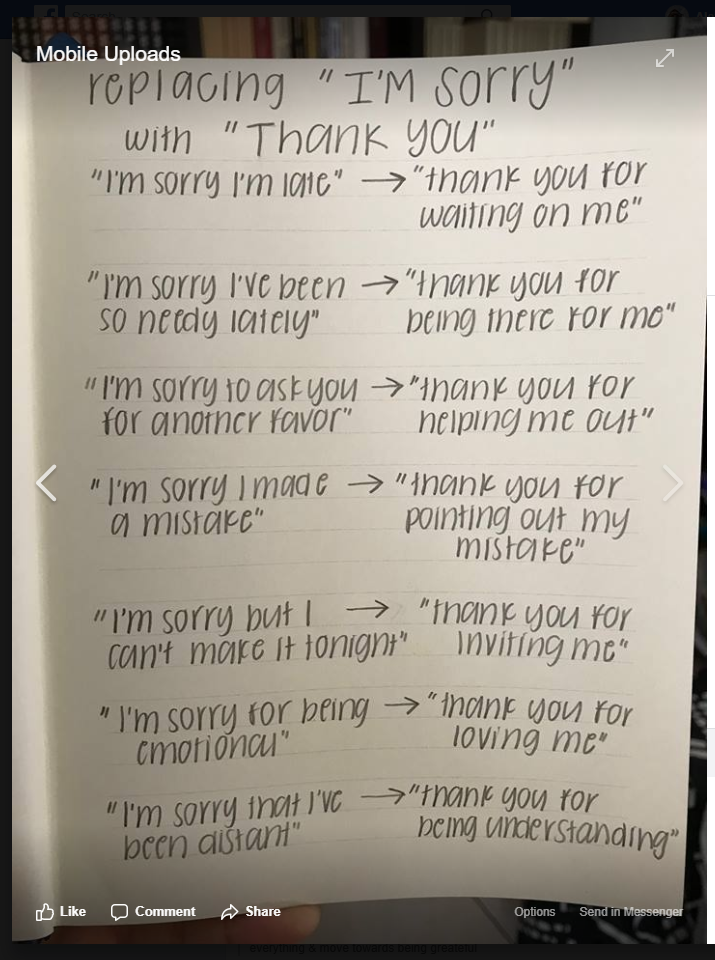 Mobile Uploads
replacing "I'M sorry"
with "Thank you"
"I'm sorry I'm late" → "thank you for
waiting on me"
"I'm sorry I've been → "thank you for
so needy lately" being there for me"
"I'm sorry to ask you → "thank you for
for another favor" helping me out"
"I'm sorry I made → "thank you for
a mistake" pointing out my
mistake"
"I'm sorry but I → "thank you for
can't make it tonight" inviting me"
"I'm sorry for being → "thank you for
emotional" loving me"
"I'm sorry that I've → "thank you for
been distant" being understanding"
Like Comment Share Options Send in Messenger